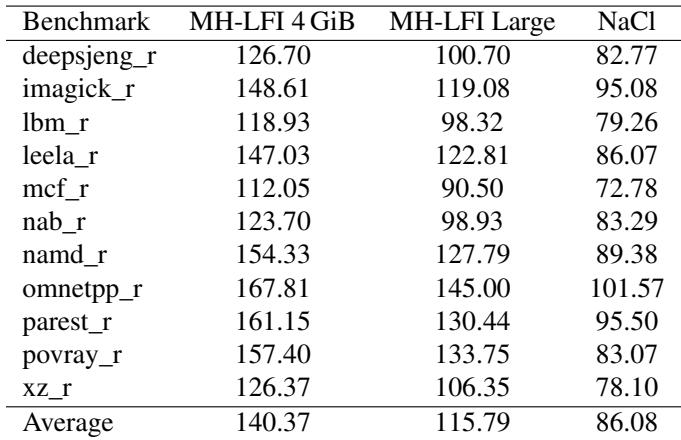 Benchmark MH-LFI 4 GiB MH-LFI Large NaCl
deepsjeng_r 126.70 100.70 82.77
imagick_r 148.61 119.08 95.08
lbm_r 118.93 98.32 79.26
leela_r 147.03 122.81 86.07
mcf_r 112.05 90.50 72.78
nab_r 123.70 98.93 83.29
namd_r 154.33 127.79 89.38
omnetpp_r 167.81 145.00 101.57
parest_r 161.15 130.44 95.50
povray_r 157.40 133.75 83.07
xz_r 126.37 106.35 78.10
Average 140.37 115.79 86.08